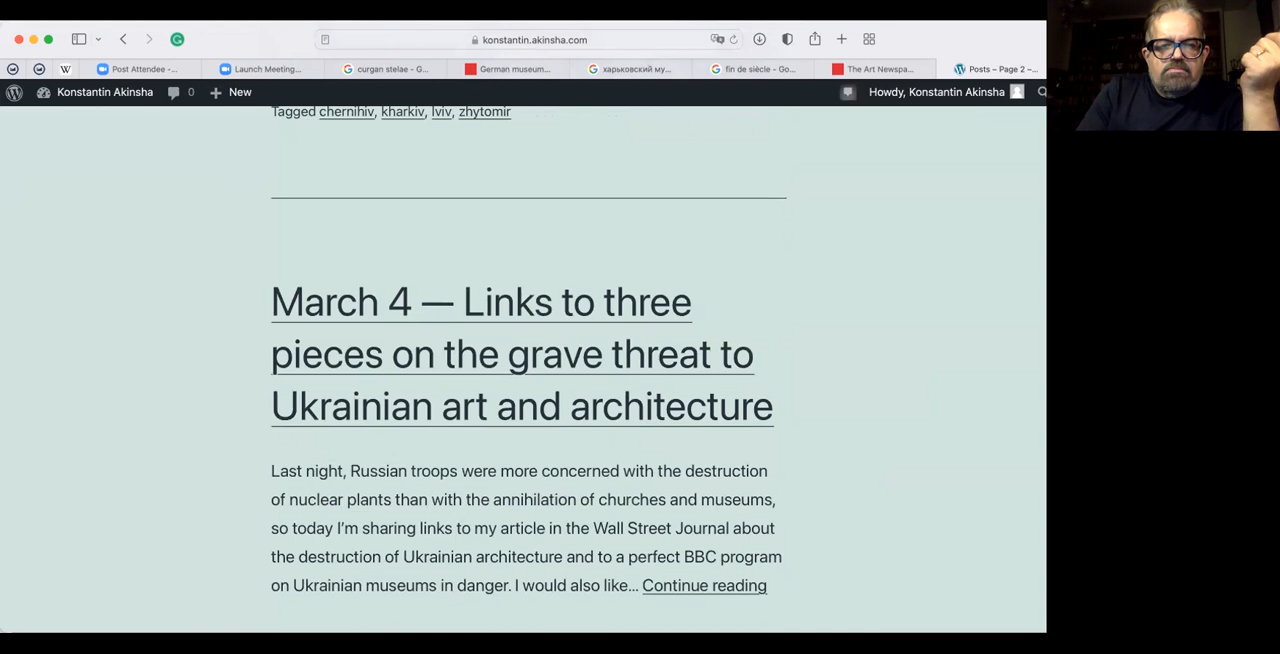 konstantin.akinsha.com
Post Attendee -...
Launch Meeting...
curgan stelae - G...
German museum...
харьковский му...
fin de siècle - Go...
The Art Newspa...
Posts – Page 2 –...
Konstantin Akinsha
0
New
Howdy, Konstantin Akinsha
Tagged chernihiv, kharkiv, lviv, zhytomir
March 4 — Links to three
pieces on the grave threat to
Ukrainian art and architecture
Last night, Russian troops were more concerned with the destruction
of nuclear plants than with the annihilation of churches and museums,
so today I’m sharing links to my article in the Wall Street Journal about
the destruction of Ukrainian architecture and to a perfect BBC program
on Ukrainian museums in danger. I would also like... Continue reading